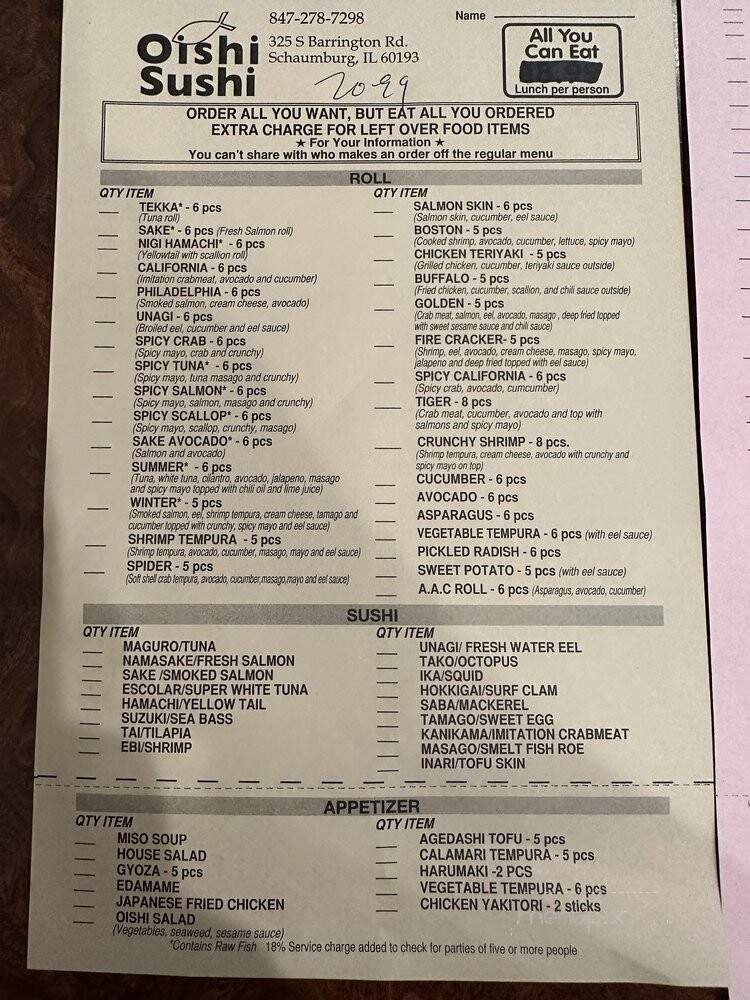 Oishi
Sushi
847-278-7298
325 S Barrington Rd.
Schaumburg, IL 60193
2099
Name
All You
Can Eat
Lunch per person
ORDER ALL YOU WANT, BUT EAT ALL YOU ORDERED
EXTRA CHARGE FOR LEFT OVER FOOD ITEMS
★ For Your Information ★
You can't share with who makes an order off the regular menu
ROLL
QTY ITEM
TEKKA* - 6 pcs
(Tuna roll)
SAKE* - 6 pcs (Fresh Salmon roll)
NIGI HAMACHI* - 6 pcs
(Yellowtail with scallion roll)
CALIFORNIA - 6 pcs
(Imitation crabmeat, avocado and cucumber)
PHILADELPHIA - 6 pcs
(Smoked salmon, cream cheese, avocado)
UNAGI - 6 pcs
(Broiled eel, cucumber and eel sauce)
SPICY CRAB - 6 pcs
(Spicy mayo, crab and crunchy)
SPICY TUNA* - 6 pcs
(Spicy mayo, tuna masago and crunchy)
SPICY SALMON* - 6 pcs
(Spicy mayo, salmon, masago and crunchy)
SPICY SCALLOP* - 6 pcs
(Spicy mayo, scallop, crunchy, masago)
SAKE AVOCADO* - 6 pcs
(Salmon and avocado)
SUMMER* - 6 pcs
(Tuna, white tuna, cilantro, avocado, jalapeno, masago
and spicy mayo topped with chili oil and lime juice)
WINTER* - 5 pcs
(Smoked salmon, eel, shrimp tempura, cream cheese, tamago and
cucumber topped with crunchy, spicy mayo and eel sauce)
SHRIMP TEMPURA - 5 pcs
(Shrimp tempura, avocado, cucumber, masago, mayo and eel sauce)
SPIDER - 5 pcs
(Soft shell crab tempura, avocado, cucumber,masago,mayo and eel sauce)
QTY ITEM
SALMON SKIN - 6 pcs
(Salmon skin, cucumber, eel sauce)
BOSTON - 5 pcs
(Cooked shrimp, avocado, cucumber, lettuce, spicy mayo)
CHICKEN TERIYAKI - 5 pcs
(Grilled chicken, cucumber, teriyaki sauce outside)
BUFFALO - 5 pcs
(Fried chicken, cucumber, scallion, and chili sauce outside)
GOLDEN - 5 pcs
(Crab meat, salmon, eel, avocado, masago , deep fried topped
with sweet sesame sauce and chili sauce)
FIRE CRACKER- 5 pcs
(Shrimp, eel, avocado, cream cheese, masago, spicy mayo,
jalapeno and deep fried topped with eel sauce)
SPICY CALIFORNIA - 6 pcs
(Spicy crab, avocado, cumcumber)
TIGER - 8 pcs
(Crab meat, cucumber, avocado and top with
salmons and spicy mayo)
CRUNCHY SHRIMP - 8 pcs.
(Shrimp tempura, cream cheese, avocado with crunchy and
spicy mayo on top)
CUCUMBER - 6 pcs
AVOCADO - 6 pcs
ASPARAGUS - 6 pcs
VEGETABLE TEMPURA - 6 pcs (with eel sauce)
PICKLED RADISH - 6 pcs
SWEET POTATO - 5 pcs (with eel sauce)
A.A.C ROLL - 6 pcs (Asparagus, avocado, cucumber)
SUSHI
QTY ITEM
MAGURO/TUNA
NAMASAKE/FRESH SALMON
SAKE /SMOKED SALMON
ESCOLAR/SUPER WHITE TUNA
HAMACHI/YELLOW TAIL
SUZUKI/SEA BASS
TAI/TILAPIA
EBI/SHRIMP
QTY ITEM
UNAGI/ FRESH WATER EEL
TAKO/OCTOPUS
IKA/SQUID
HOKKIGAI/SURF CLAM
SABA/MACKEREL
TAMAGO/SWEET EGG
KANIKAMA/IMITATION CRABMEAT
MASAGO/SMELT FISH ROE
INARI/TOFU SKIN
APPETIZER
QTY ITEM
MISO SOUP
HOUSE SALAD
GYOZA - 5 pcs
EDAMAME
JAPANESE FRIED CHICKEN
OISHI SALAD
(Vegetables, seaweed, sesame sauce)
QTY ITEM
AGEDASHI TOFU - 5 pcs
CALAMARI TEMPURA - 5 pcs
HARUMAKI -2 PCS
VEGETABLE TEMPURA - 6 pcs
CHICKEN YAKITORI - 2 sticks
*Contains Raw Fish 18% Service charge added to check for parties of five or more people